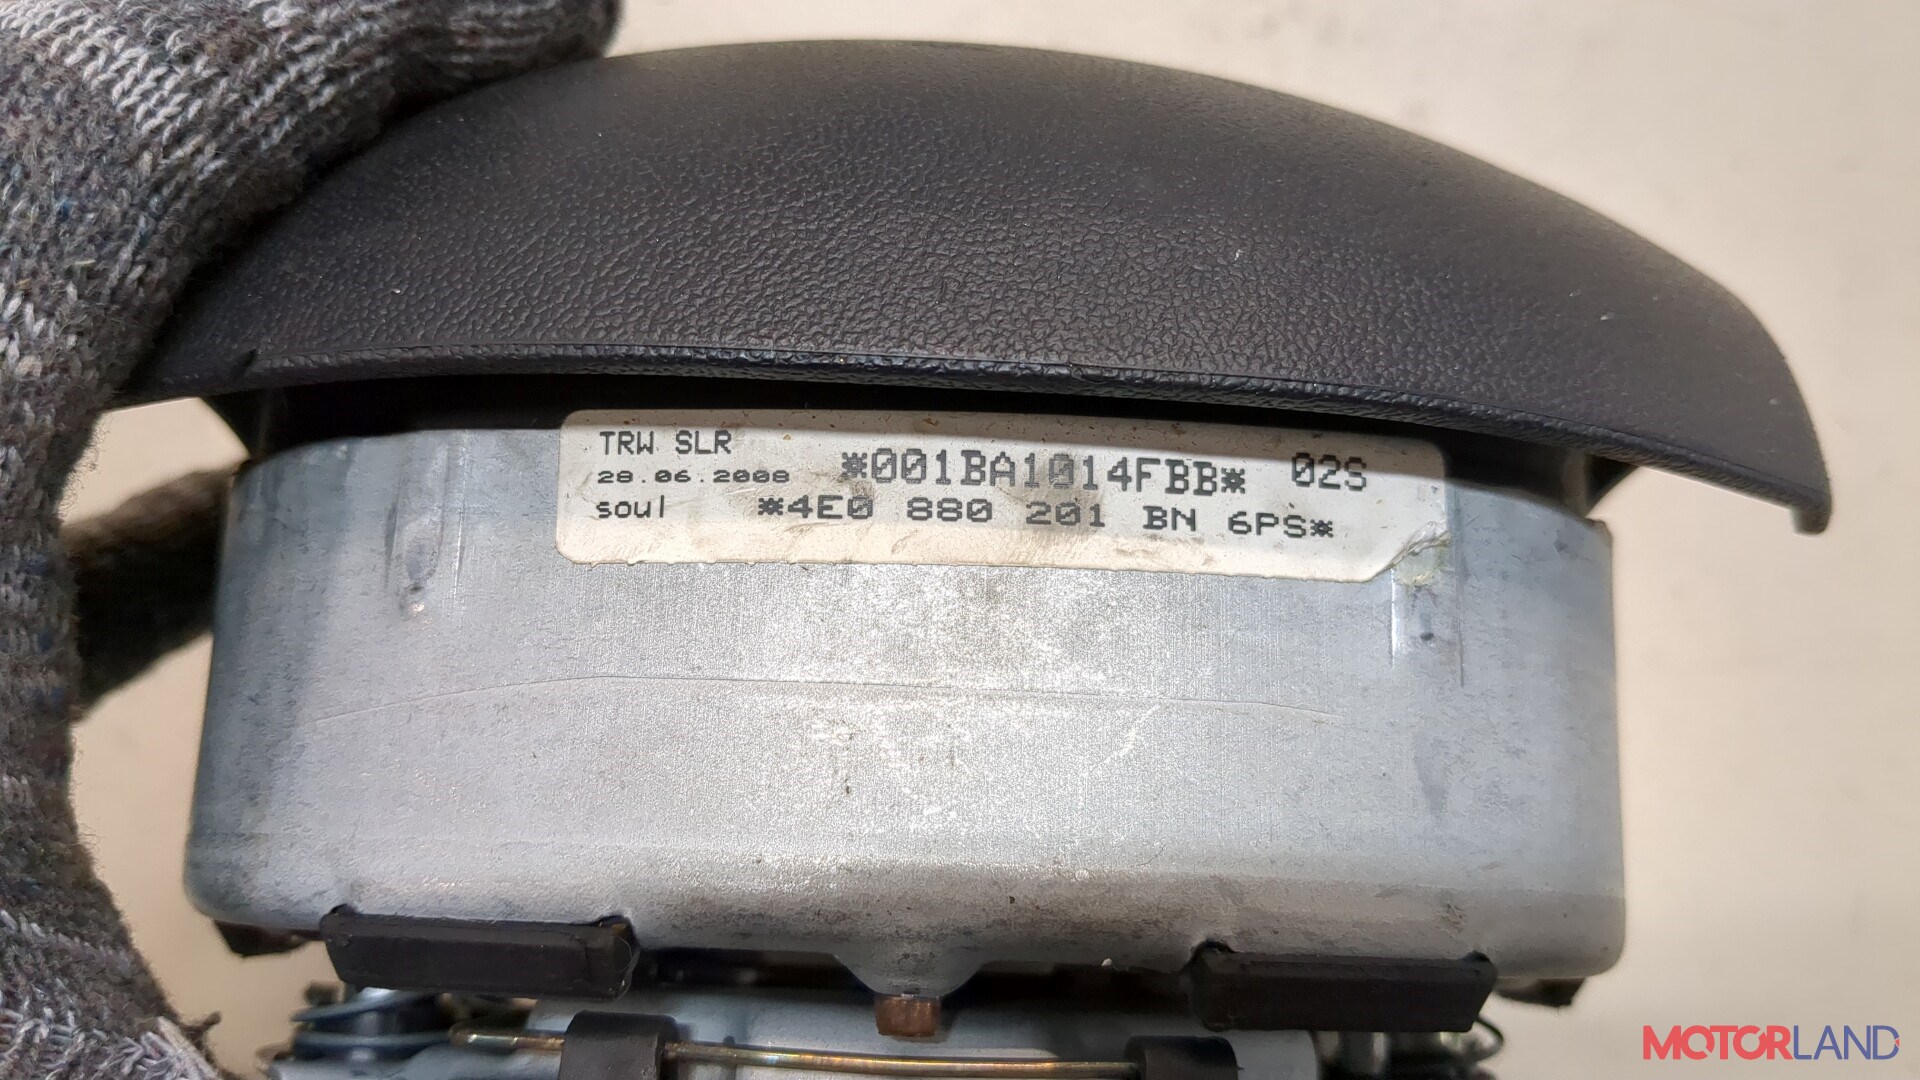 TRW SLR
28.06.2008 *001BA1014FBB* 02S
soul *4E0 880 201 BN 6PS*
MOTORLAND